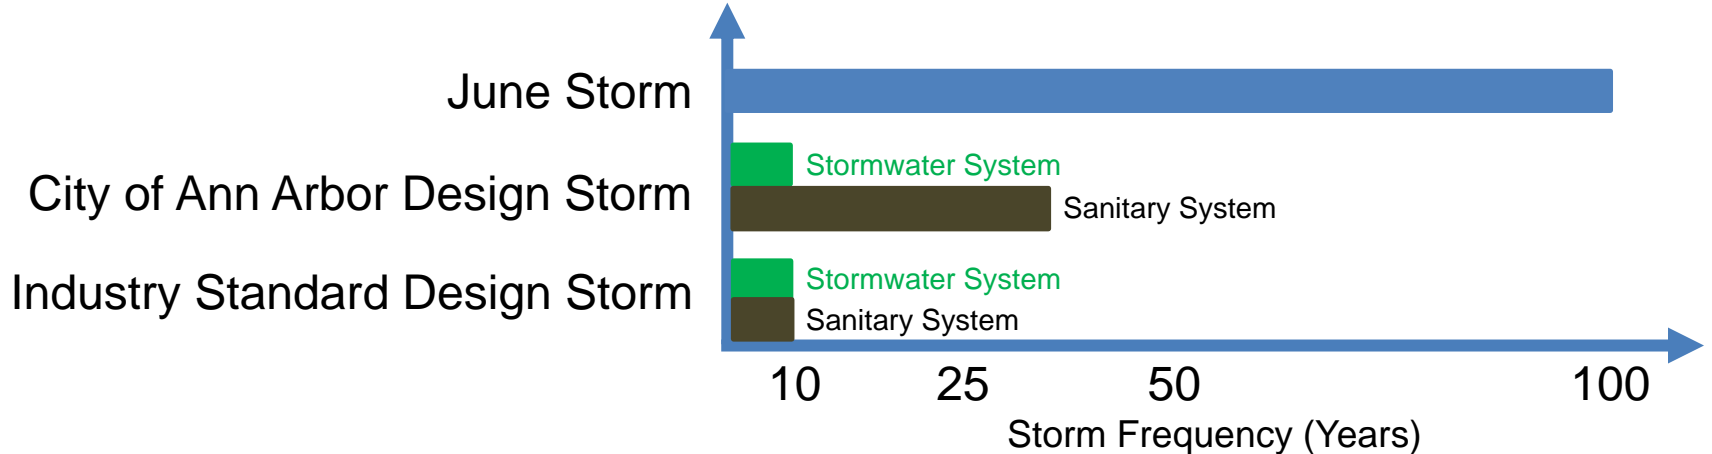 June Storm
Stormwater System
City of Ann Arbor Design Storm
Sanitary System
Stormwater System
Industry Standard Design Storm
Sanitary System
10 25 50 100
Storm Frequency (Years)